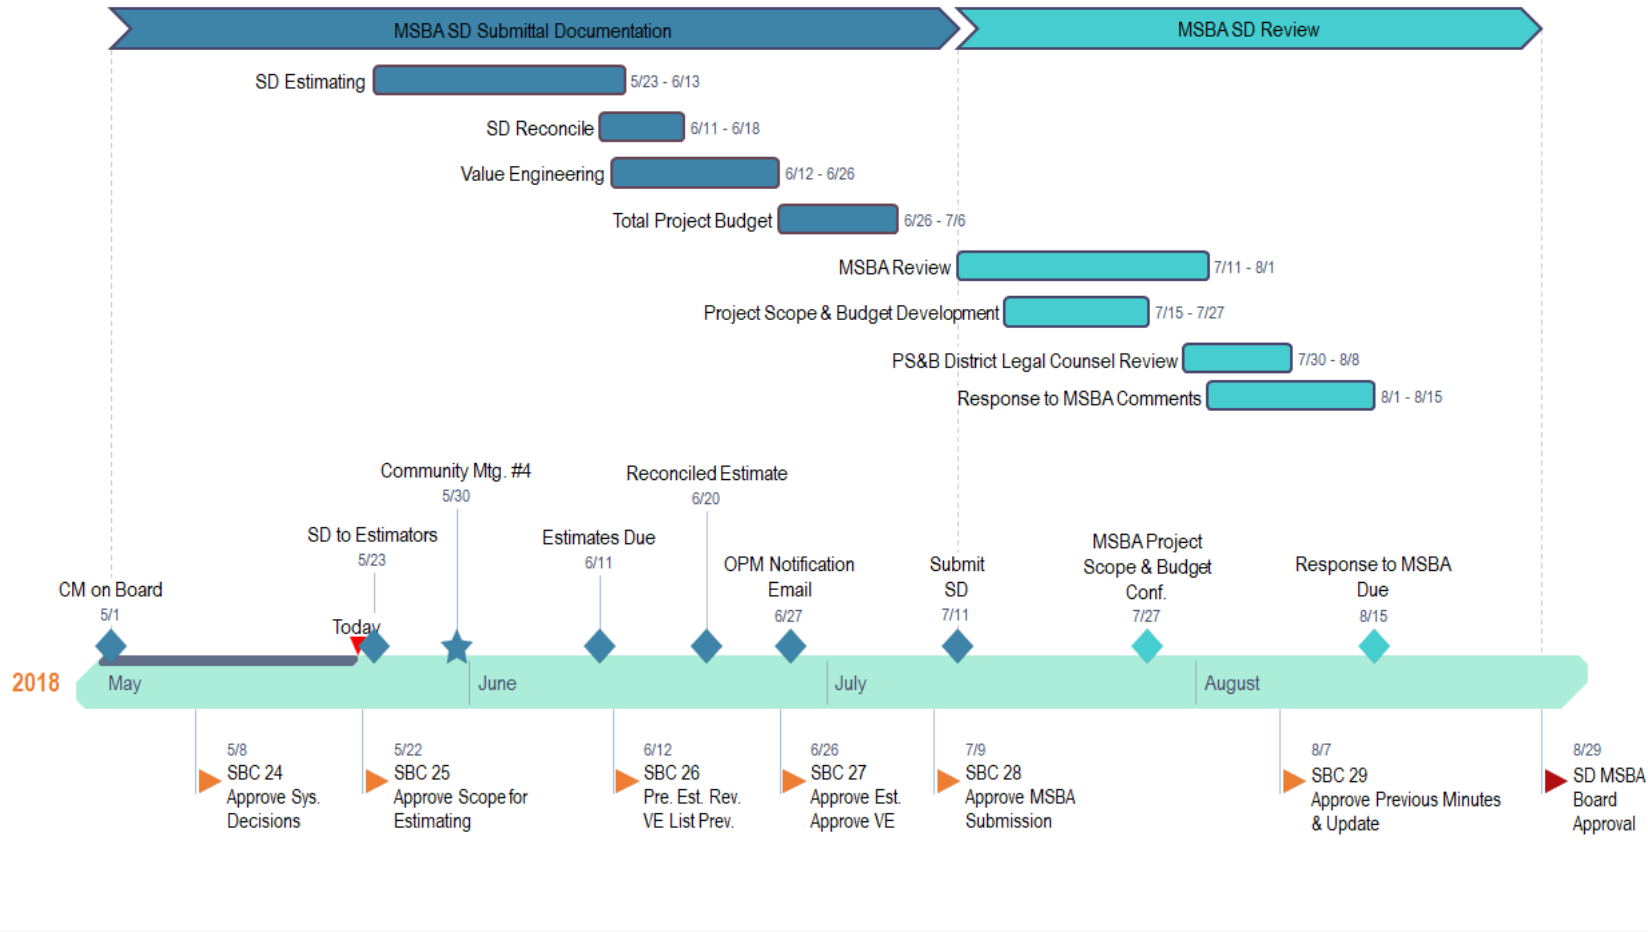 MSBA SD Submittal Documentation
MSBA SD Review
SD Estimating
5/23 - 6/13
SD Reconcile
6/11 - 6/18
Value Engineering
6/12 - 6/26
Total Project Budget
6/26 - 7/6
MSBA Review
7/11 - 8/1
Project Scope & Budget Development
7/15 - 7/27
PS&B District Legal Counsel Review
7/30 - 8/8
Response to MSBA Comments
8/1 - 8/15
CM on Board
5/1
Today
SD to Estimators
5/23
Community Mtg. #4
5/30
Estimates Due
6/11
Reconciled Estimate
6/20
OPM Notification
Email
6/27
Submit
SD
7/11
MSBA Project
Scope & Budget
Conf.
7/27
Response to MSBA
Due
8/15
2018
May
June
July
August
5/8
SBC 24
Approve Sys.
Decisions
5/22
SBC 25
Approve Scope for
Estimating
6/12
SBC 26
Pre. Est. Rev.
VE List Prev.
6/26
SBC 27
Approve Est.
Approve VE
7/9
SBC 28
Approve MSBA
Submission
8/7
SBC 29
Approve Previous Minutes
& Update
8/29
SD MSBA
Board
Approval